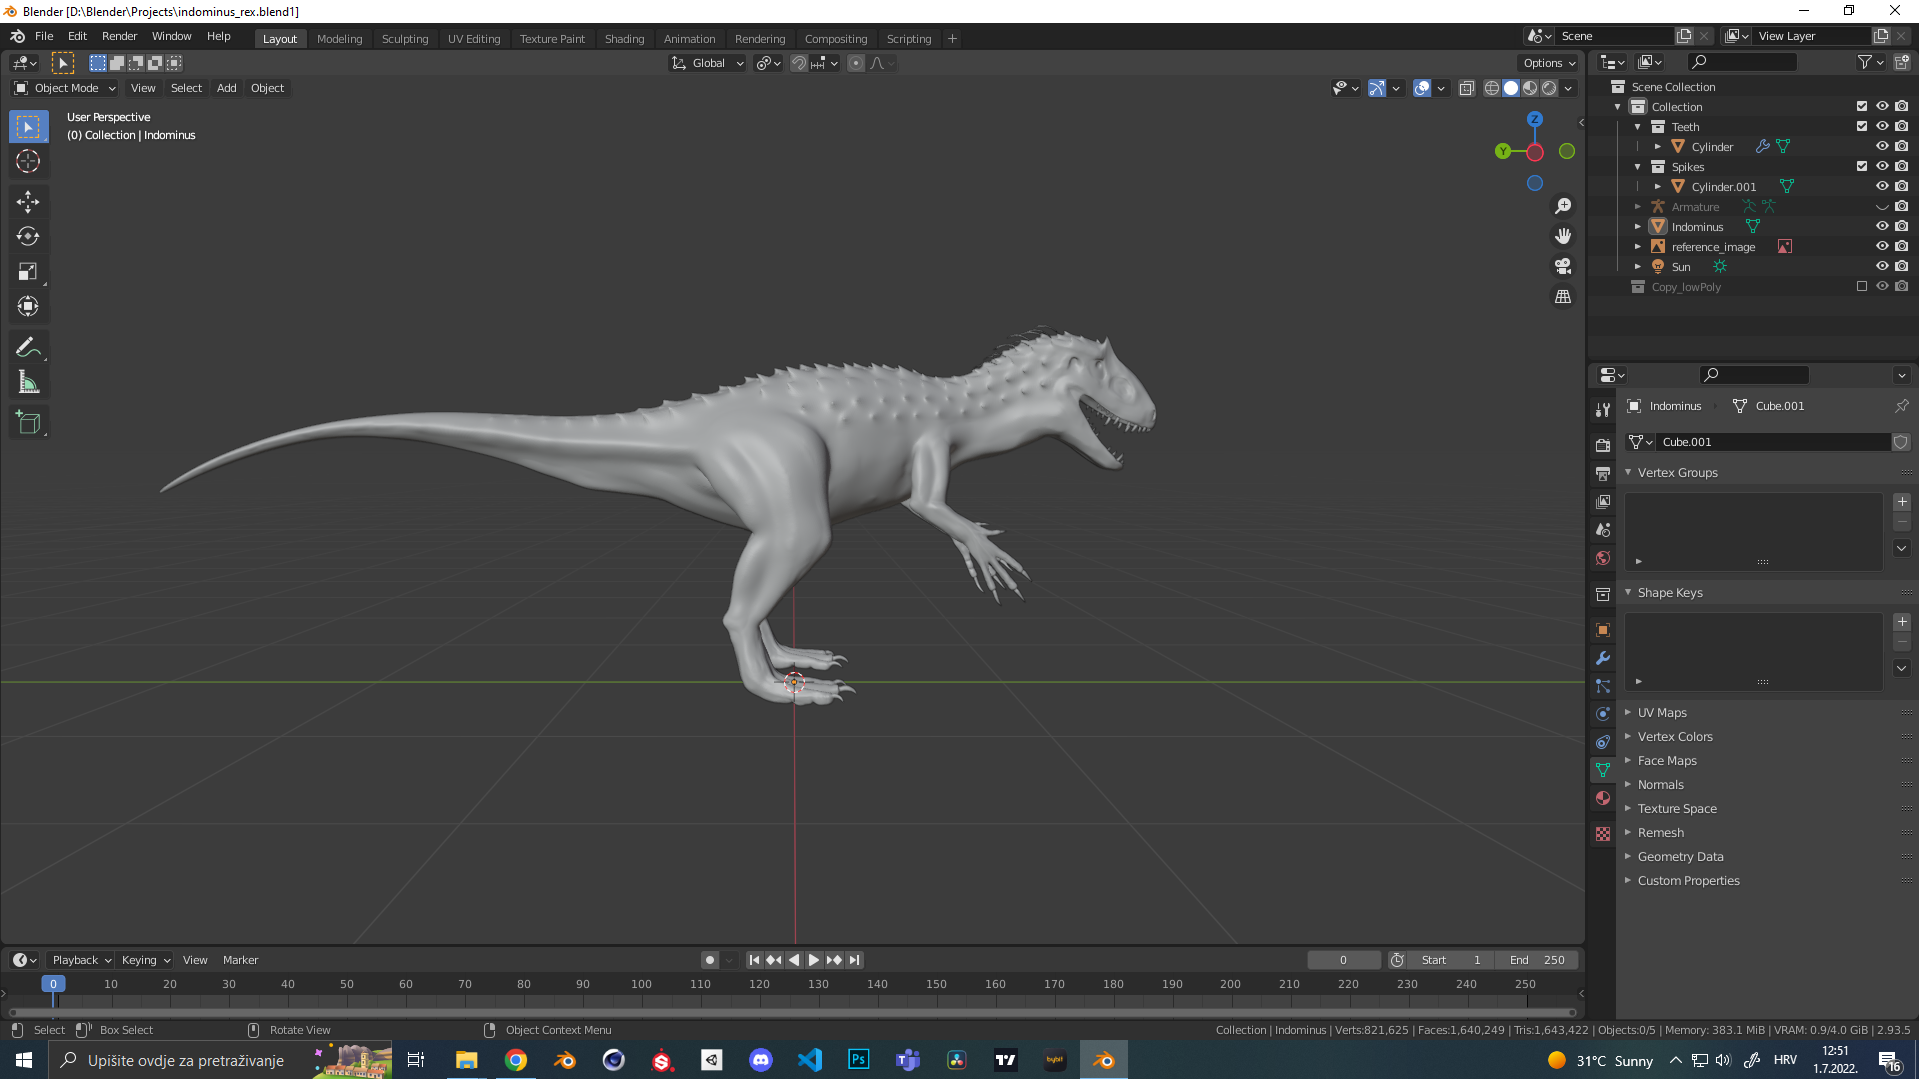 Blender [D:\Blender\Projects\indominus_rex.blend1]
File Edit Render Window Help
Layout Modeling Sculpting UV Editing Texture Paint Shading Animation Rendering Compositing Scripting +
Scene
View Layer
Global
Options
Object Mode View Select Add Object
User Perspective
(0) Collection | Indominus
Z
Y
Scene Collection
Collection
Teeth
Cylinder
Spikes
Cylinder.001
Armature
Indominus
reference_image
Sun
Copy_lowPoly
Indominus Cube.001
Cube.001
Vertex Groups
Shape Keys
UV Maps
Vertex Colors
Face Maps
Normals
Texture Space
Remesh
Geometry Data
Custom Properties
Playback Keying View Marker
0 Start 1 End 250
0 10 20 30 40 50 60 70 80 90 100 110 120 130 140 150 160 170 180 190 200 210 220 230 240 250
Select Box Select Rotate View Object Context Menu
Collection | Indominus | Verts:821,625 | Faces:1,640,249 | Tris:1,643,422 | Objects:0/5 | Memory: 383.1 MiB | VRAM: 0.9/4.0 GiB | 2.93.5
Upišite ovdje za pretraživanje
Ps
bybit
31°C Sunny
HRV
12:51
1.7.2022.
16